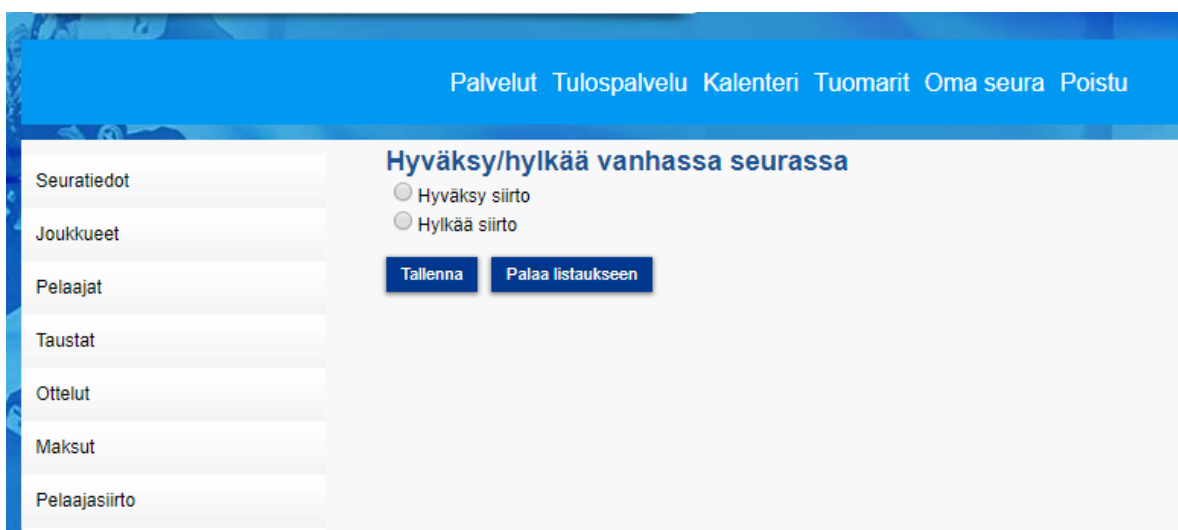 Palvelut Tulospalvelu Kalenteri Tuomarit Oma seura Poistu
Seuratiedot
Joukkueet
Pelaajat
Taustat
Ottelut
Maksut
Pelaajasiirto
Hyväksy/hylkää vanhassa seurassa
Hyväksy siirto
Hylkää siirto
Tallenna Palaa listaukseen